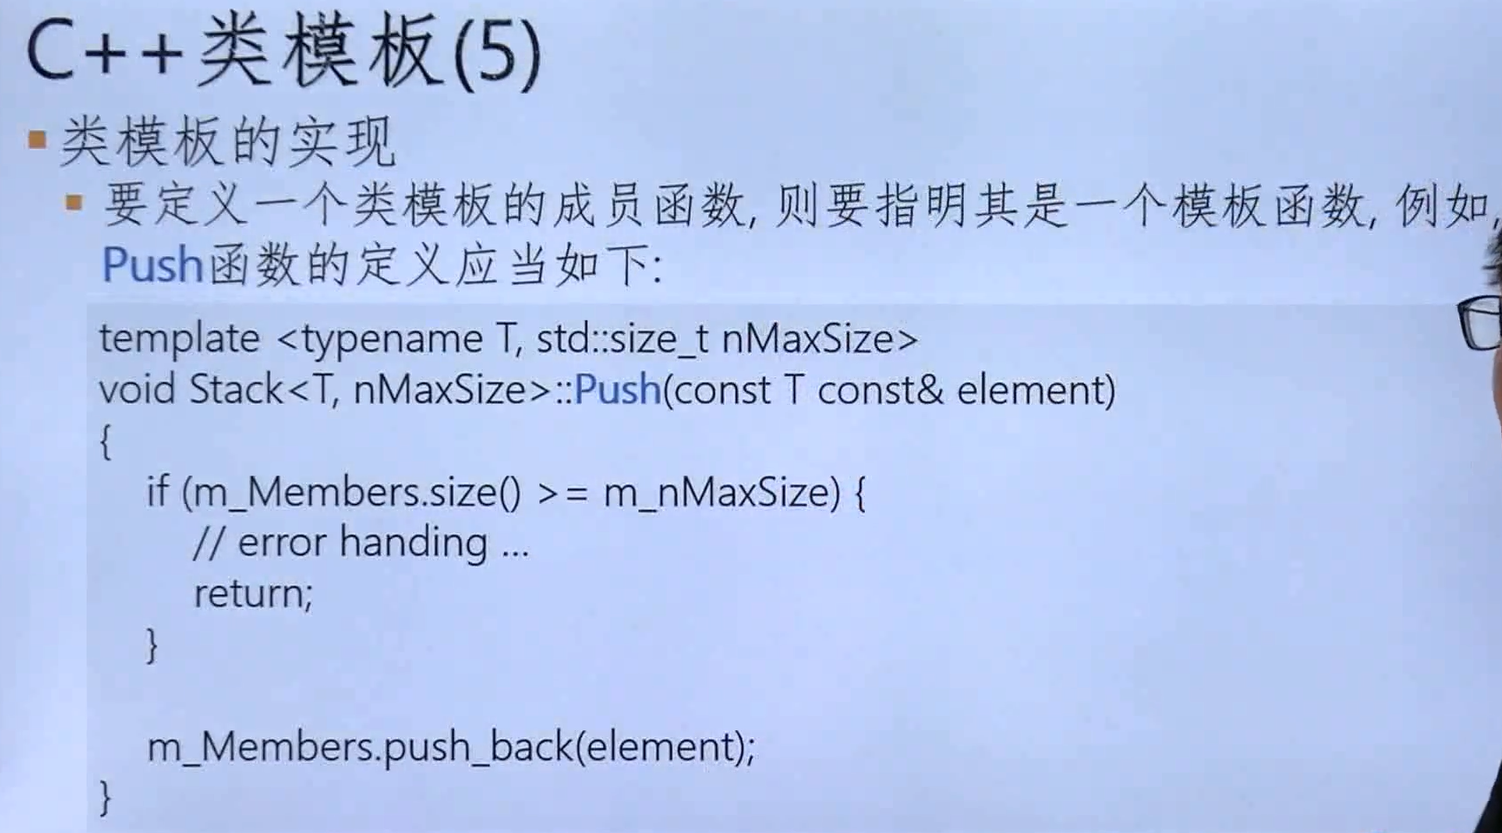 C++类模板(5)
类模板的实现
要定义一个类模板的成员函数, 则要指明其是一个模板函数, 例如,
Push函数的定义应当如下:
template <typename T, std::size_t nMaxSize>
void Stack<T, nMaxSize>::Push(const T const& element)
{
if (m_Members.size() >= m_nMaxSize) {
// error handing ...
return;
}
m_Members.push_back(element);
}